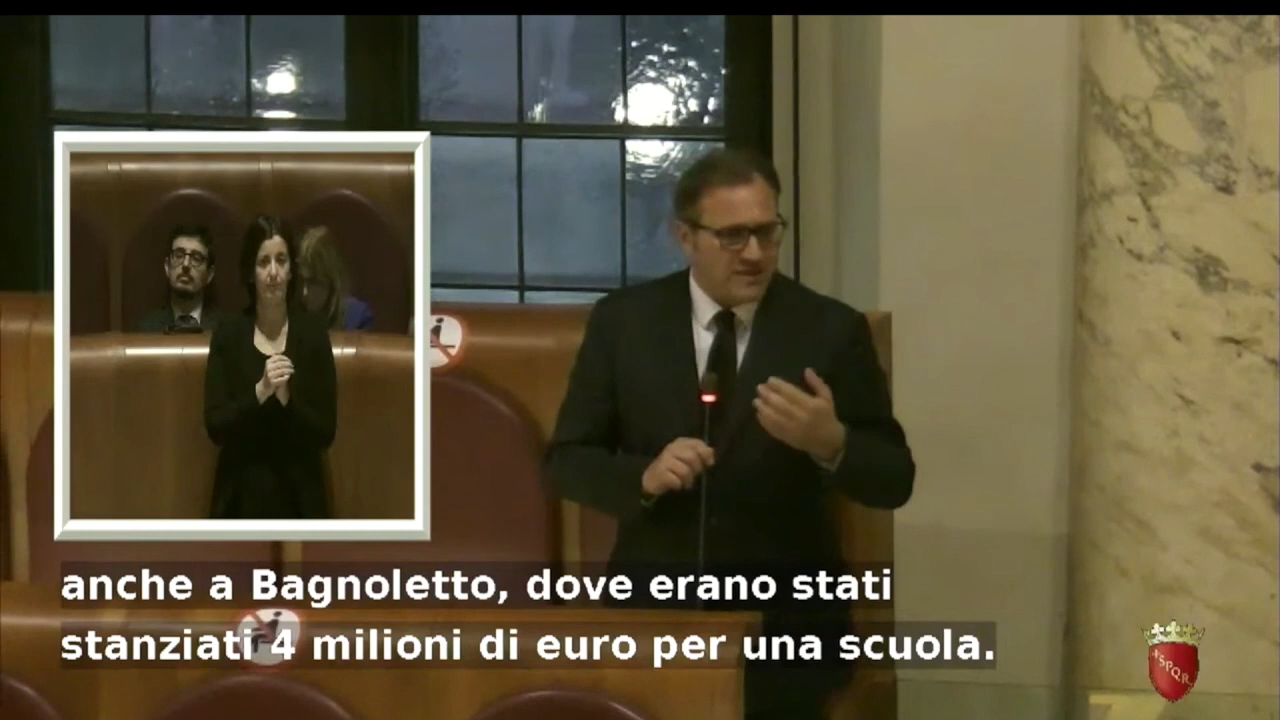 anche a Bagnoletto, dove erano stati
stanziati 4 milioni di euro per una scuola.
SPQR